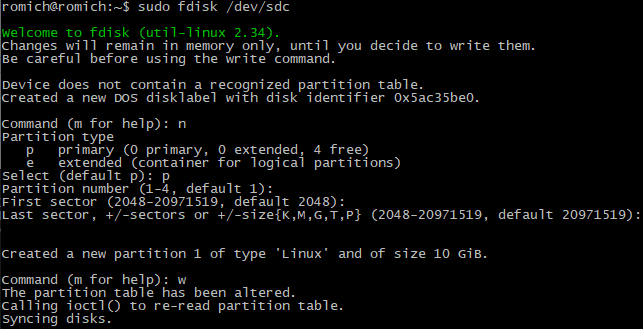 romich@romich:~$ sudo fdisk /dev/sdc
Welcome to fdisk (util-linux 2.34).
Changes will remain in memory only, until you decide to write them.
Be careful before using the write command.
Device does not contain a recognized partition table.
Created a new DOS disklabel with disk identifier 0x5ac35be0.
Command (m for help): n
Partition type
p   primary (0 primary, 0 extended, 4 free)
e   extended (container for logical partitions)
Select (default p): p
Partition number (1-4, default 1):
First sector (2048-20971519, default 2048):
Last sector, +/-sectors or +/-size{K,M,G,T,P} (2048-20971519, default 20971519):
Created a new partition 1 of type 'Linux' and of size 10 GiB.
Command (m for help): w
The partition table has been altered.
Calling ioctl() to re-read partition table.
Syncing disks.